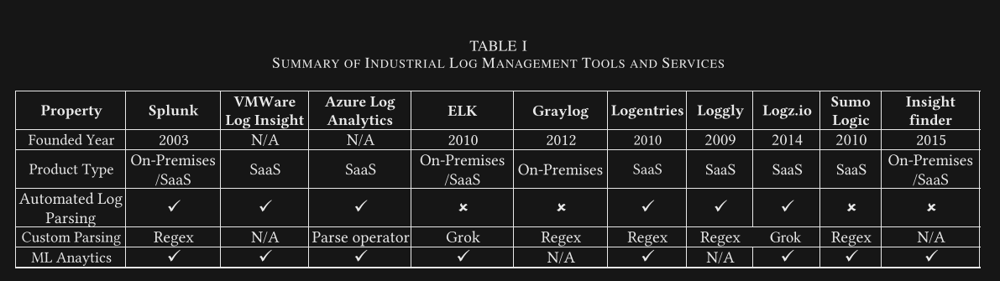 TABLE I
SUMMARY OF INDUSTRIAL LOG MANAGEMENT TOOLS AND SERVICES
Property Splunk VMWare Log Insight Azure Log Analytics ELK Graylog Logentries Loggly Logz.io Sumo Logic Insight finder
Founded Year 2003 N/A N/A 2010 2012 2010 2009 2014 2010 2015
Product Type On-Premises /SaaS SaaS SaaS On-Premises /SaaS On-Premises SaaS SaaS SaaS SaaS On-Premises /SaaS
Automated Log Parsing ✓ ✓ ✓ ✘ ✘ ✓ ✓ ✓ ✘ ✘
Custom Parsing Regex N/A Parse operator Grok Regex Regex Regex Grok Regex N/A
ML Anaytics ✓ ✓ ✓ ✓ N/A ✓ N/A ✓ ✓ ✓